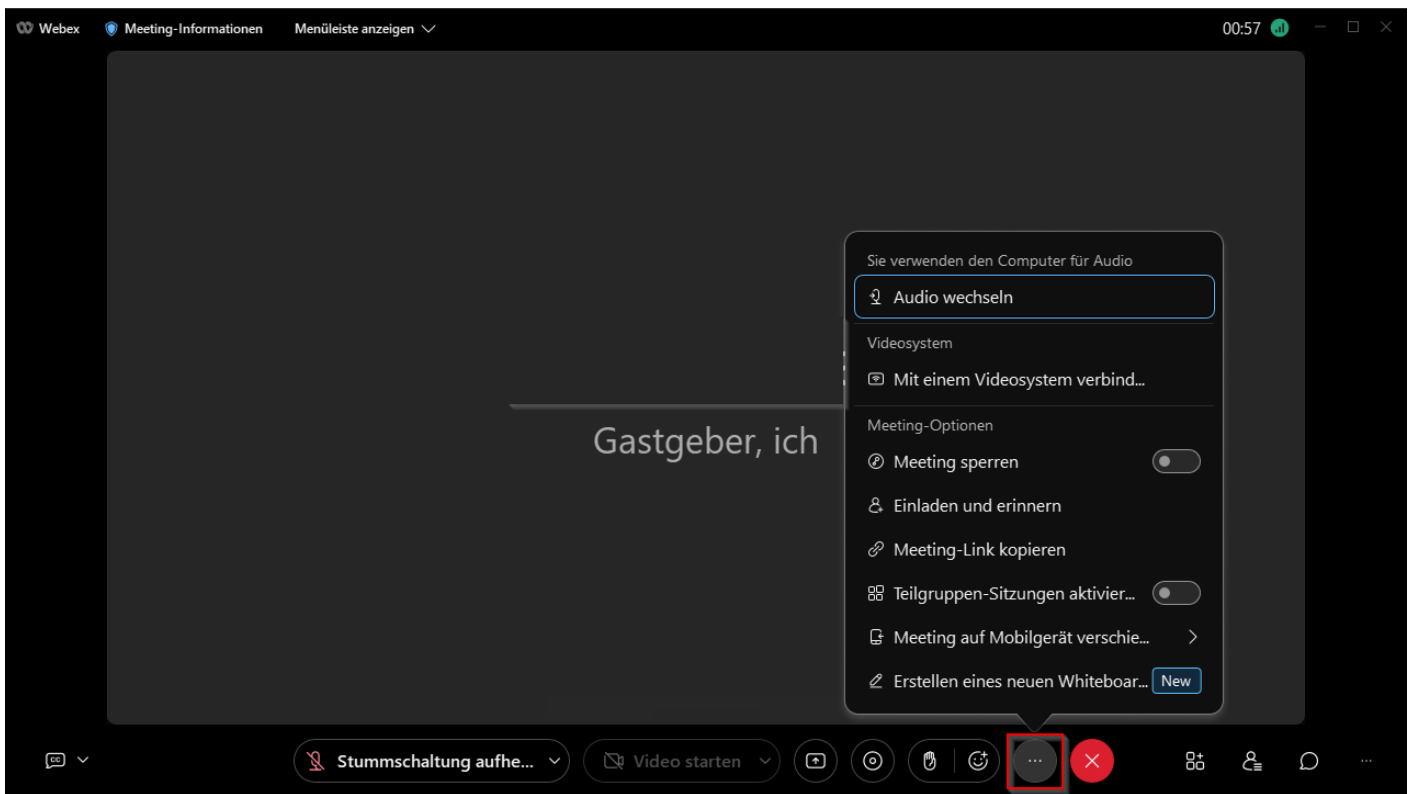 Webex Meeting-Informationen Menüleiste anzeigen 00:57
Sie verwenden den Computer für Audio
Audio wechseln
Videosystem
Mit einem Videosystem verbind...
Meeting-Optionen
Gastgeber, ich
Meeting sperren
Einladen und erinnern
Meeting-Link kopieren
Teilgruppen-Sitzungen aktivier...
Meeting auf Mobilgerät verschie...
Erstellen eines neuen Whiteboar... New
CC Stummschaltung aufhe... Video starten